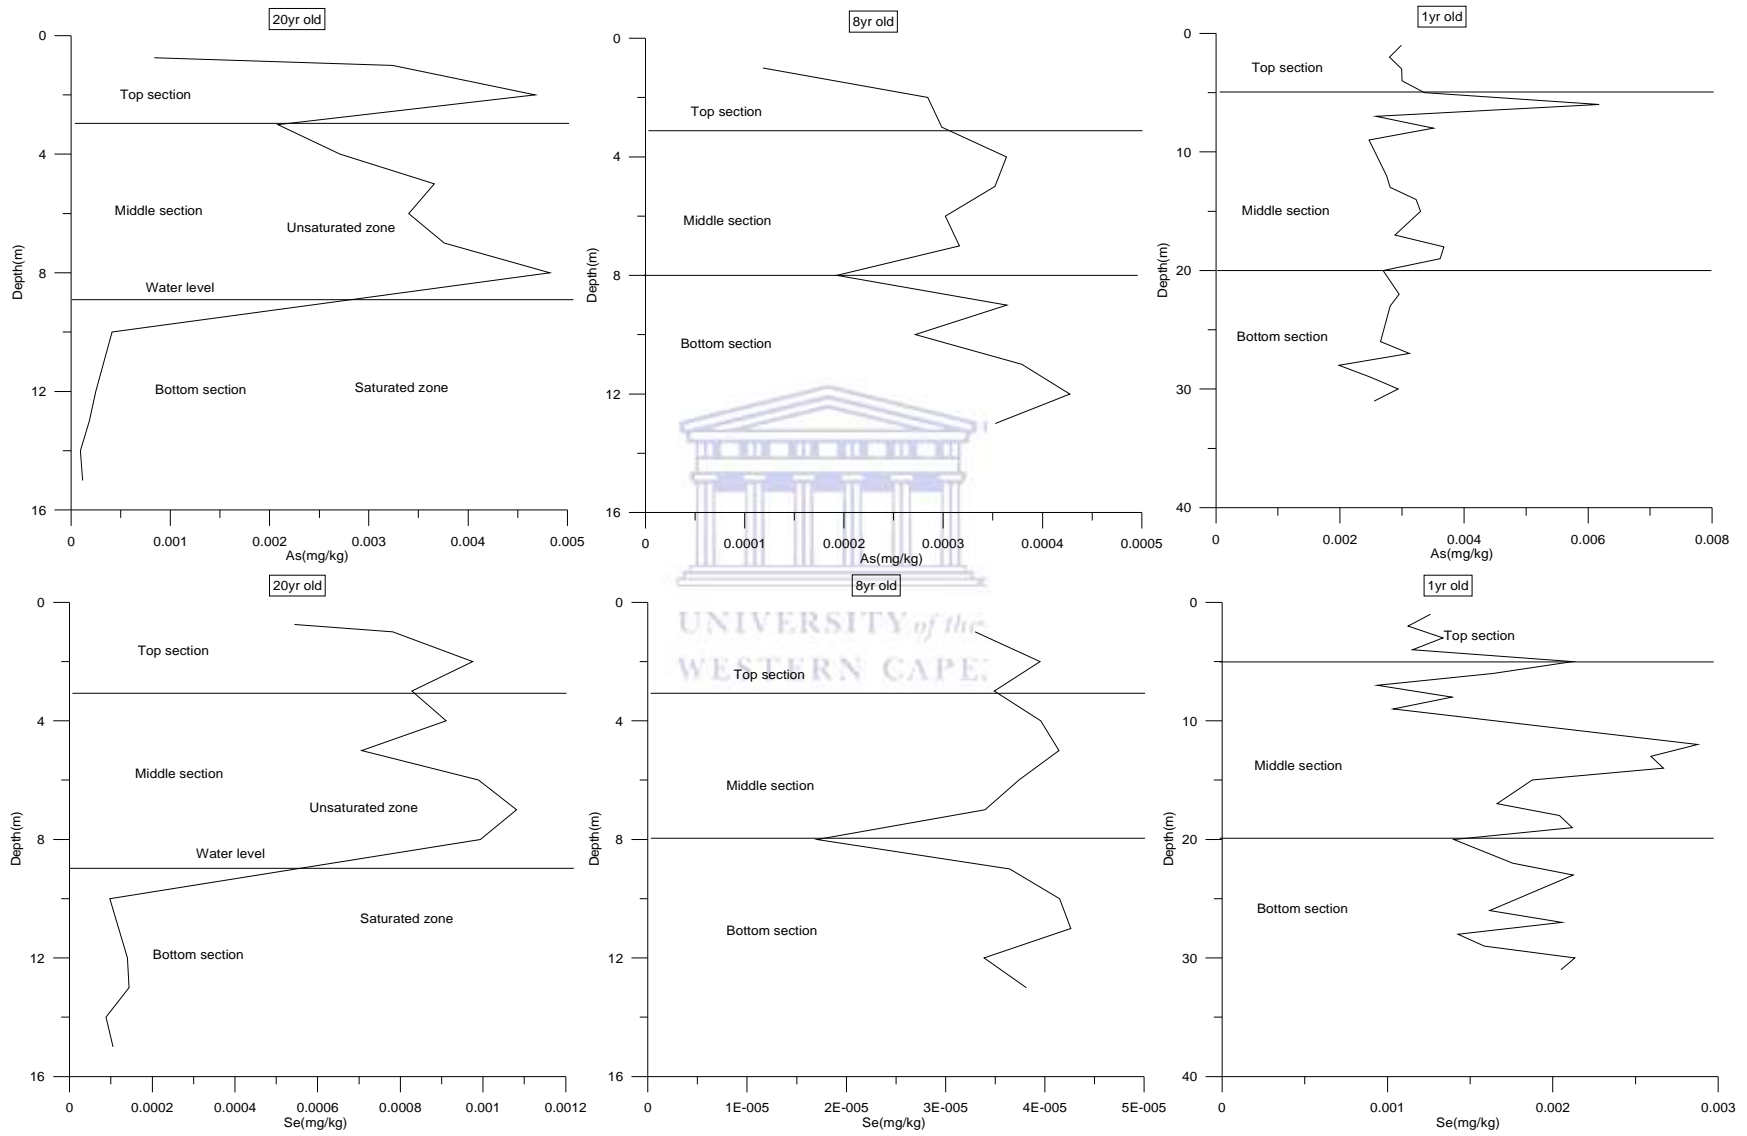 20yr old
0
4
8
12
16
Depth(m)
Top section
Middle section
Unsaturated zone
Water level
Bottom section
Saturated zone
0 0.001 0.002 0.003 0.004 0.005
As(mg/kg)
8yr old
0
4
8
12
16
Depth(m)
Top section
Middle section
Bottom section
0 0.0001 0.0002 0.0003 0.0004 0.0005
As(mg/kg)
1yr old
0
10
20
30
40
Depth(m)
Top section
Middle section
Bottom section
0 0.002 0.004 0.006 0.008
As(mg/kg)
UNIVERSITY of the
WESTERN CAPE
20yr old
0
4
8
12
16
Depth(m)
Top section
Middle section
Unsaturated zone
Water level
Saturated zone
Bottom section
0 0.0002 0.0004 0.0006 0.0008 0.001 0.0012
Se(mg/kg)
8yr old
0
4
8
12
16
Depth(m)
Top section
Middle section
Bottom section
0 1E-005 2E-005 3E-005 4E-005 5E-005
Se(mg/kg)
1yr old
0
10
20
30
40
Depth(m)
Top section
Middle section
Bottom section
0 0.001 0.002 0.003
Se(mg/kg)